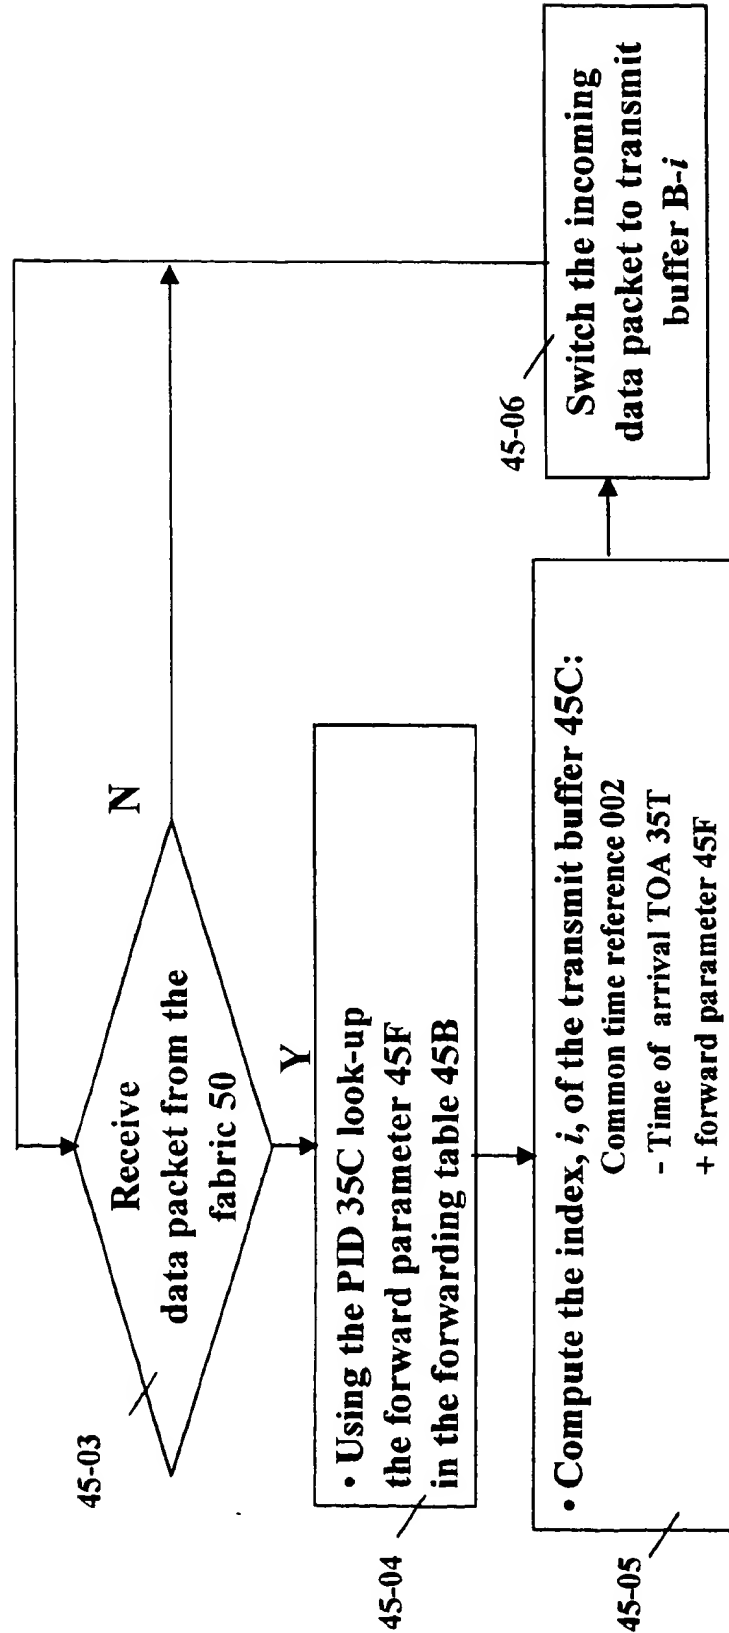 45-03
Receive
data packet from the
fabric 50
N
Y
45-04
• Using the PID 35C look-up
the forward parameter 45F
in the forwarding table 45B
45-05
• Compute the index, i, of the transmit buffer 45C:
Common time reference 002
- Time of arrival TOA 35T
+ forward parameter 45F
45-06
Switch the incoming
data packet to transmit
buffer B-i